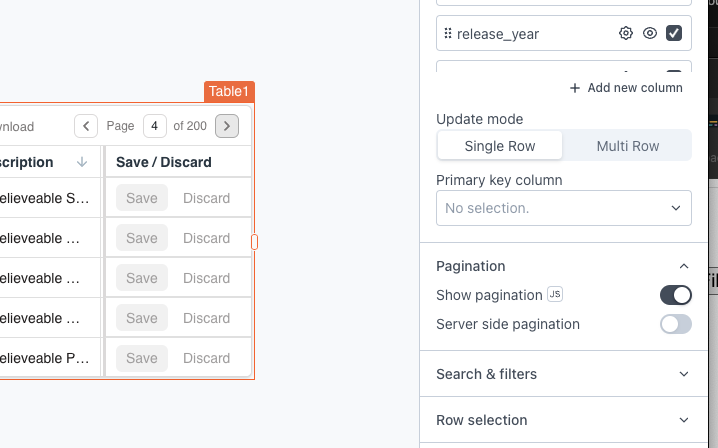 release_year
+ Add new column
Table1
wnload
Page 4 of 200
Update mode
Single Row
Multi Row
scription
Save / Discard
Primary key column
No selection.
elieveable S...
Save
Discard
elieveable ...
Save
Discard
elieveable ...
Save
Discard
elieveable ...
Save
Discard
elieveable P...
Save
Discard
Pagination
Show pagination JS
Server side pagination
Search & filters
Row selection